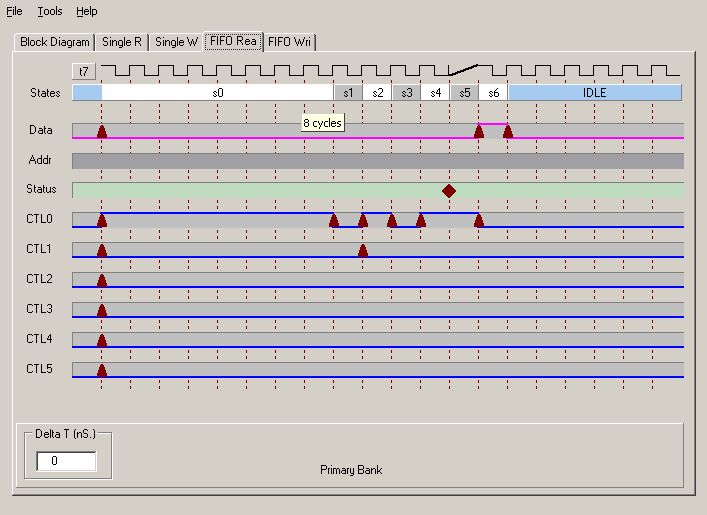 File Tools Help
Block Diagram Single R Single W FIFO Rea FIFO Wri
t7
States s0 s1 s2 s3 s4 s5 s6 IDLE
8 cycles
Data
Addr
Status
CTL0
CTL1
CTL2
CTL3
CTL4
CTL5
Delta T (nS.)
0
Primary Bank